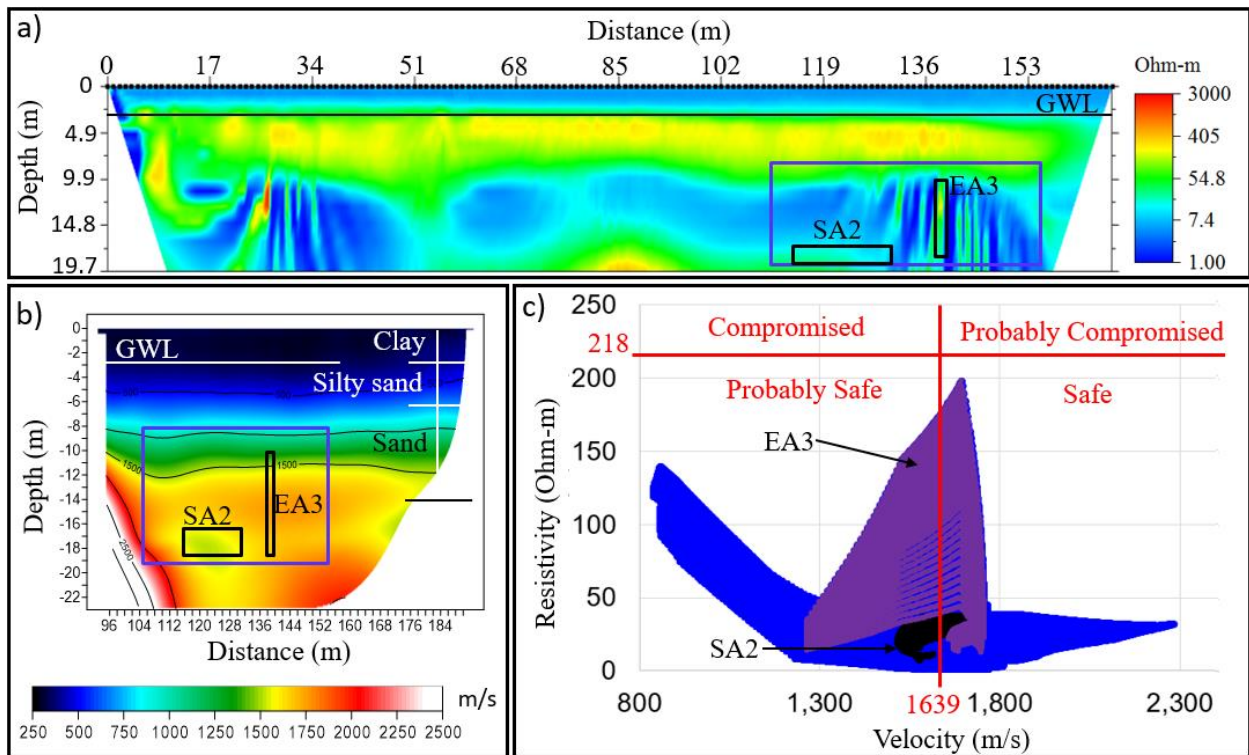 a)
Distance (m)
0 17 34 51 68 85 102 119 136 153
Ohm-m
3000
405
54.8
7.4
1.00
Depth (m)
0
4.9
9.9
14.8
19.7
GWL
EA3
SA2
b)
0
-2
-4
-6
-8
-10
-12
-14
-16
-18
-20
-22
Depth (m)
GWL
Clay
Silty sand
Sand
500
1500
1500
2500
SA2
EA3
96 104 112 120 128 136 144 152 160 168 176 184
Distance (m)
m/s
250 500 750 1000 1250 1500 1750 2000 2250 2500
c)
250
218
200
150
100
50
0
Resistivity (Ohm-m)
Compromised
Probably Compromised
Probably Safe
Safe
EA3
SA2
800 1,300 1639 1,800 2,300
Velocity (m/s)